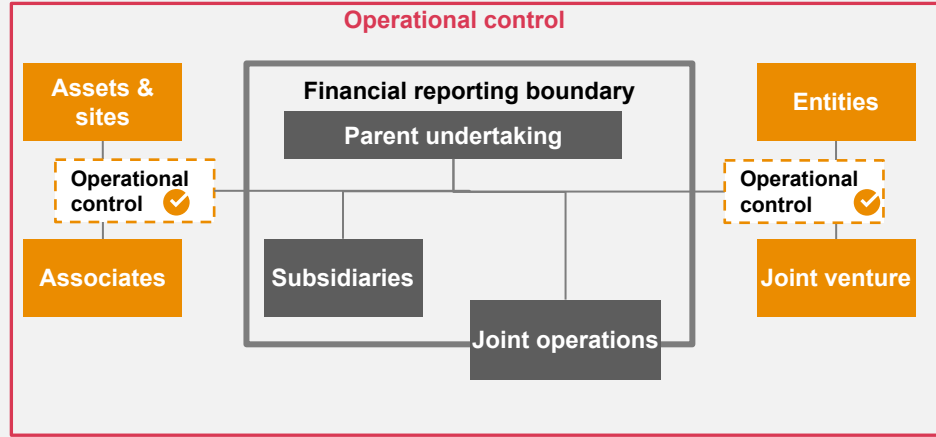 Operational control
Assets &
sites
Financial reporting boundary
Entities
Parent undertaking
Operational
control
Operational
control
Associates
Subsidiaries
Joint venture
Joint operations